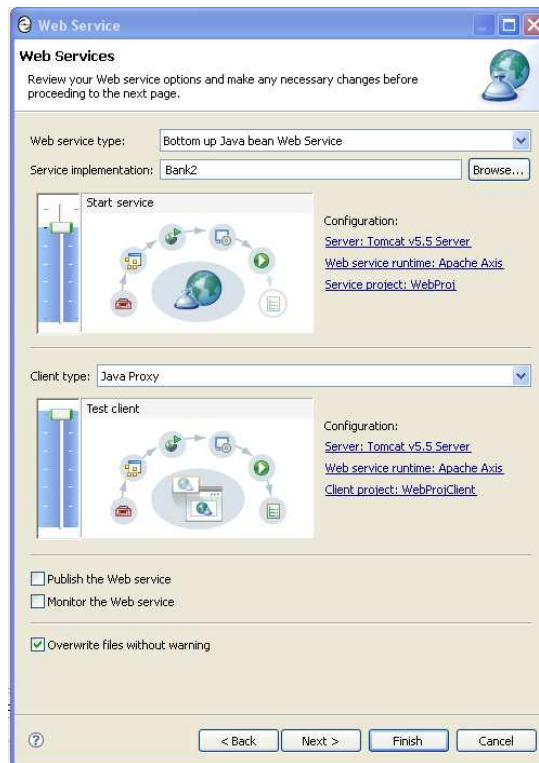 Web Service
Web Services
Review your Web service options and make any necessary changes before
proceeding to the next page.
Web service type: Bottom up Java bean Web Service
Service implementation: Bank2 Browse...
Start service
Configuration:
Server: Tomcat v5.5 Server
Web service runtime: Apache Axis
Service project: WebProj
Client type: Java Proxy
Test client
Configuration:
Server: Tomcat v5.5 Server
Web service runtime: Apache Axis
Client project: WebProjClient
Publish the Web service
Monitor the Web service
Overwrite files without warning
? < Back Next > Finish Cancel